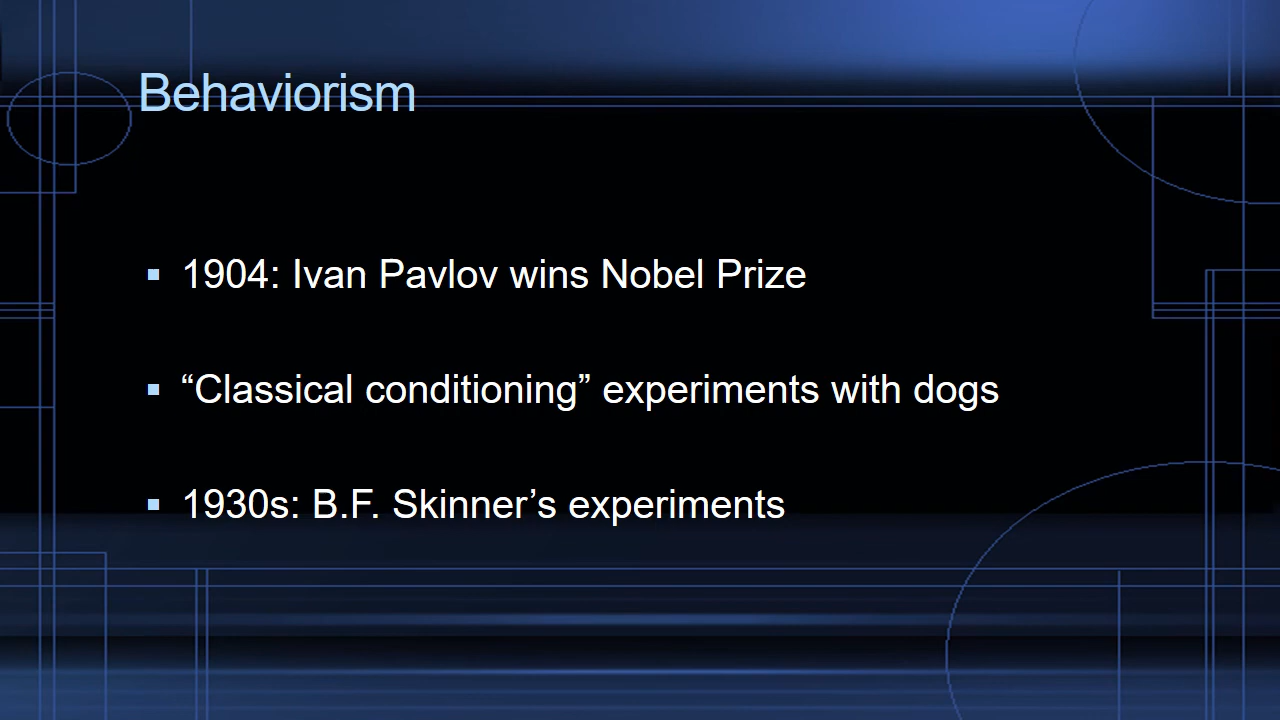 Behaviorism
▪ 1904: Ivan Pavlov wins Nobel Prize
▪ “Classical conditioning” experiments with dogs
▪ 1930s: B.F. Skinner’s experiments